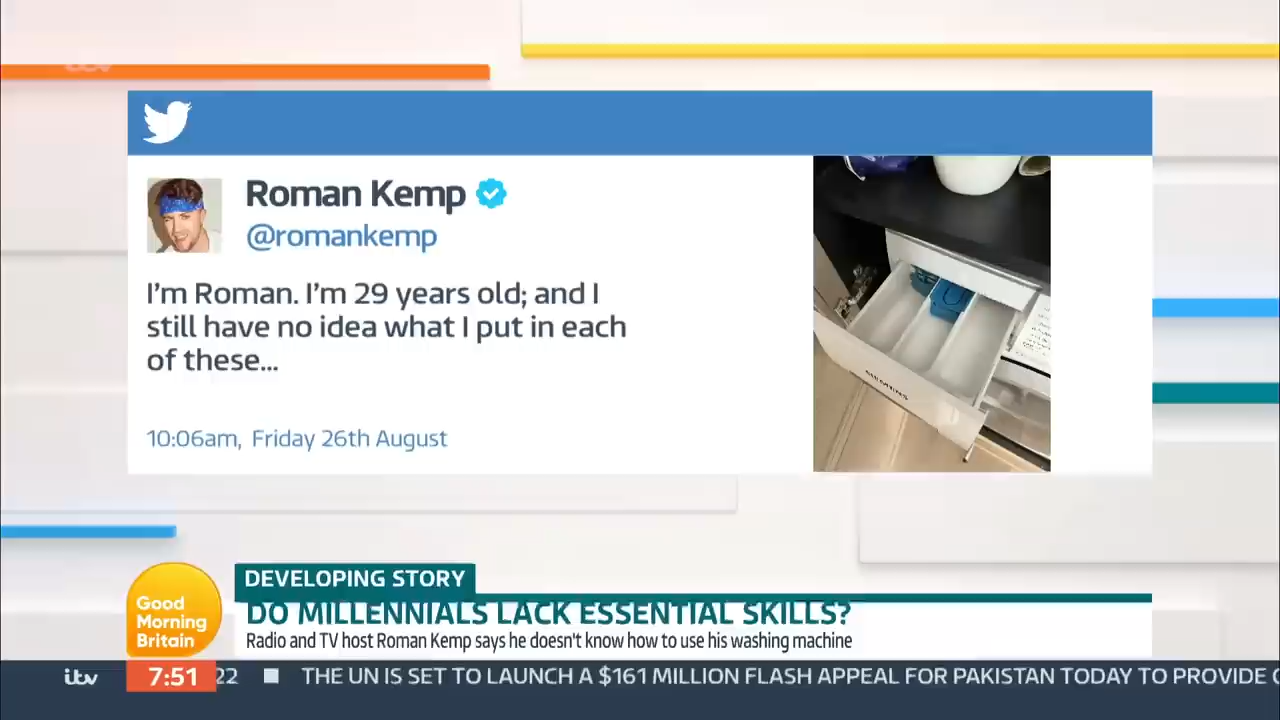 Roman Kemp
@romankemp
I'm Roman. I'm 29 years old; and I
still have no idea what I put in each
of these...
10:06am, Friday 26th August
DEVELOPING STORY
Good
Morning
Britain
DO MILLENNIALS LACK ESSENTIAL SKILLS?
Radio and TV host Roman Kemp says he doesn't know how to use his washing machine
itv 7:51 22 ■ THE UN IS SET TO LAUNCH A $161 MILLION FLASH APPEAL FOR PAKISTAN TODAY TO PROVIDE